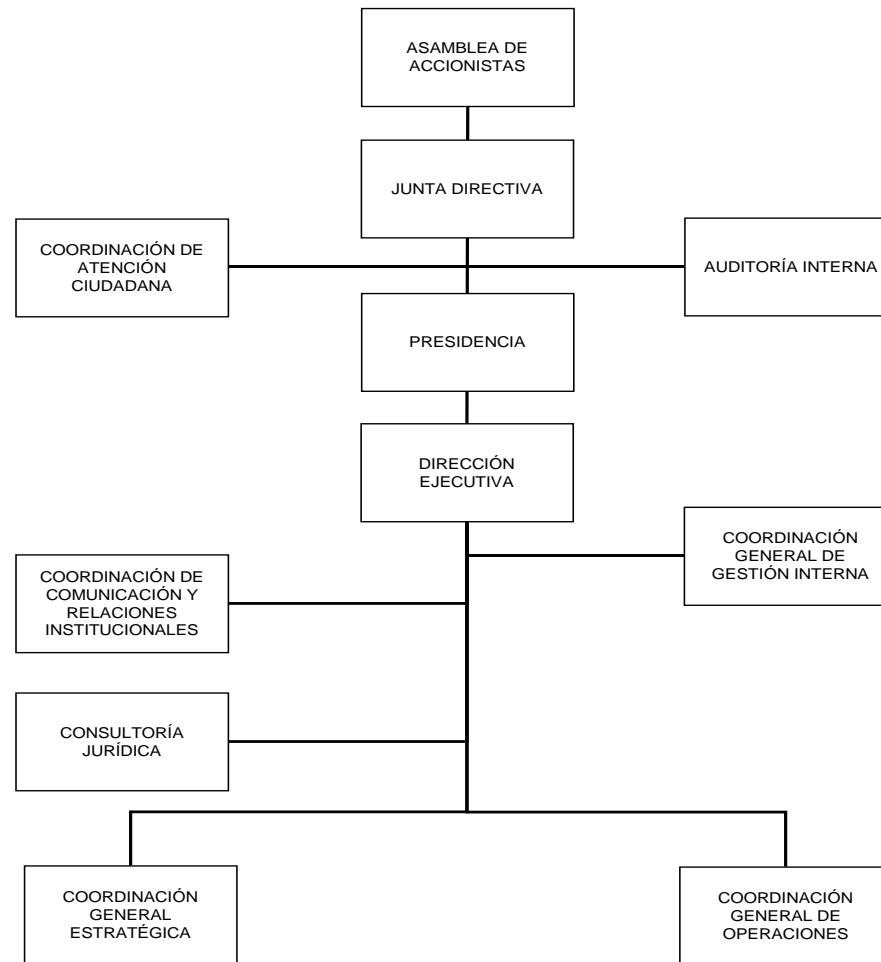 ASAMBLEA DE
ACCIONISTAS
JUNTA DIRECTIVA
COORDINACIÓN DE
ATENCIÓN
CIUDADANA
AUDITORÍA INTERNA
PRESIDENCIA
DIRECCIÓN
EJECUTIVA
COORDINACIÓN
GENERAL DE
GESTIÓN INTERNA
COORDINACIÓN DE
COMUNICACIÓN Y
RELACIONES
INSTITUCIONALES
CONSULTORÍA
JURÍDICA
COORDINACIÓN
GENERAL
ESTRATÉGICA
COORDINACIÓN
GENERAL DE
OPERACIONES